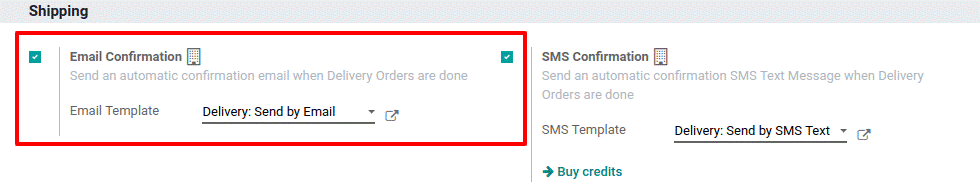 Shipping
Email Confirmation
Send an automatic confirmation email when Delivery Orders are done
Email Template Delivery: Send by Email
SMS Confirmation
Send an automatic confirmation SMS Text Message when Delivery
Orders are done
SMS Template Delivery: Send by SMS Text
Buy credits